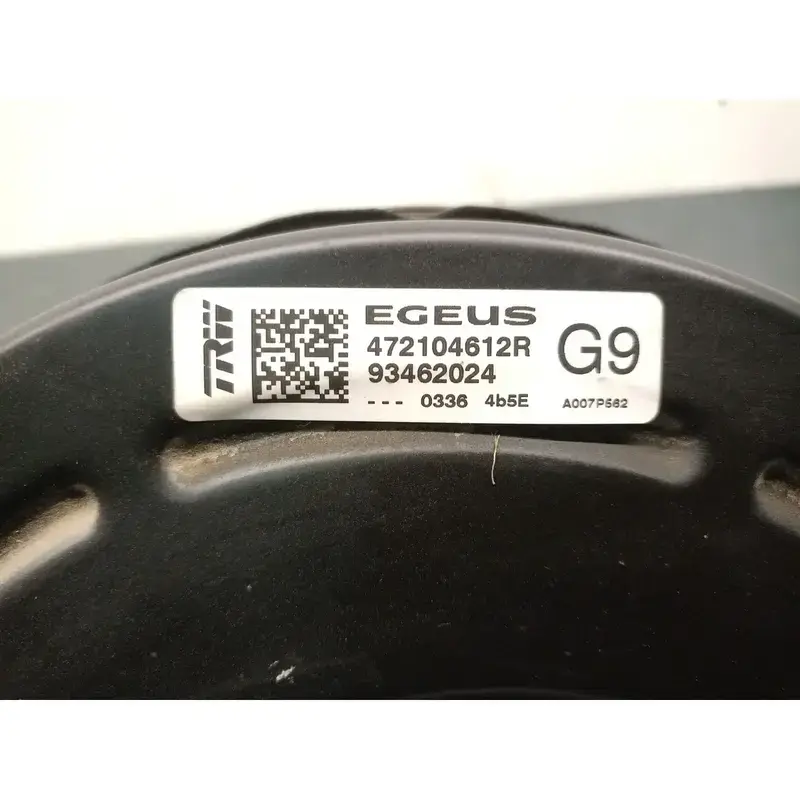 TRW
EGEUS
472104612R
93462024
--- 0336 4b5E
G9
A007P562